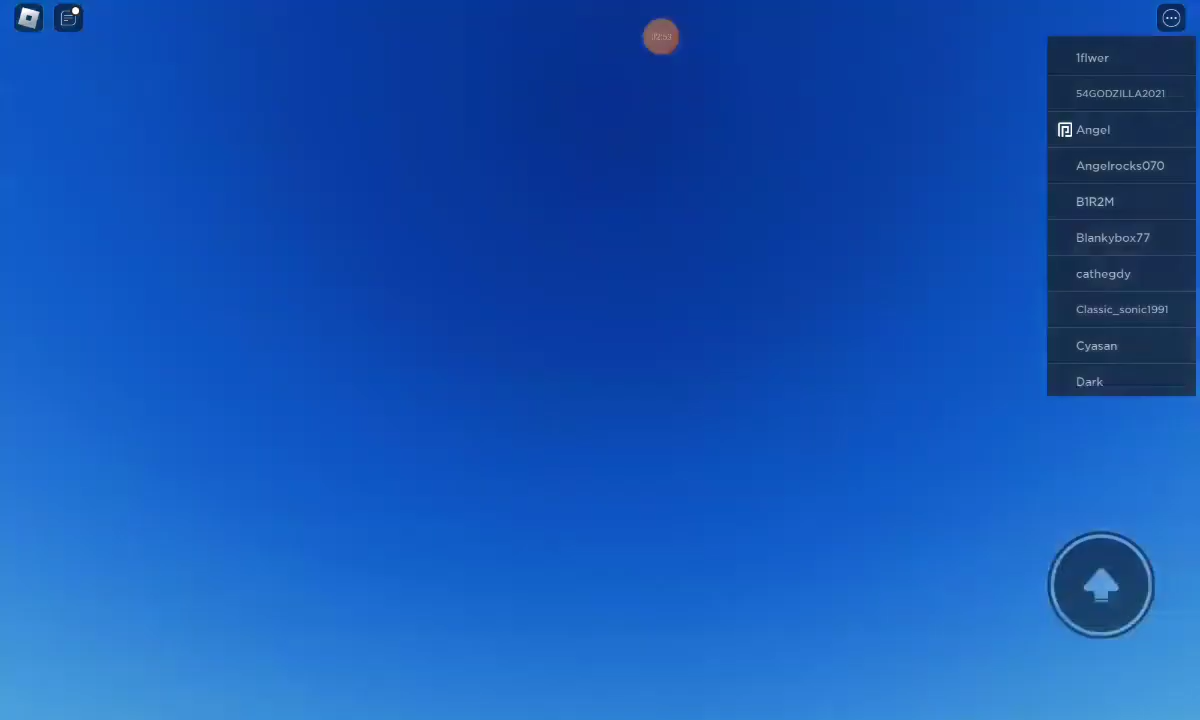 1flwer
54GODZILLA2021
Angel
Angelrocks070
B1R2M
Blankybox77
cathegdy
Classic_sonic1991
Cyasan
Dark